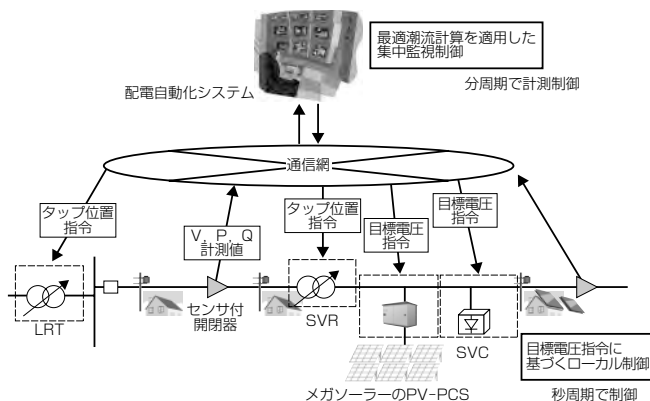 最適潮流計算を適用した
集中監視制御
配電自動化システム
分周期で計測制御
通信網
タップ位置
指令
V, P, Q
計測値
タップ位置
指令
目標電圧
指令
目標電圧
指令
LRT
センサ付
開閉器
SVR
SVC
メガソーラーのPV-PCS
目標電圧指令に
基づくローカル制御
秒周期で制御